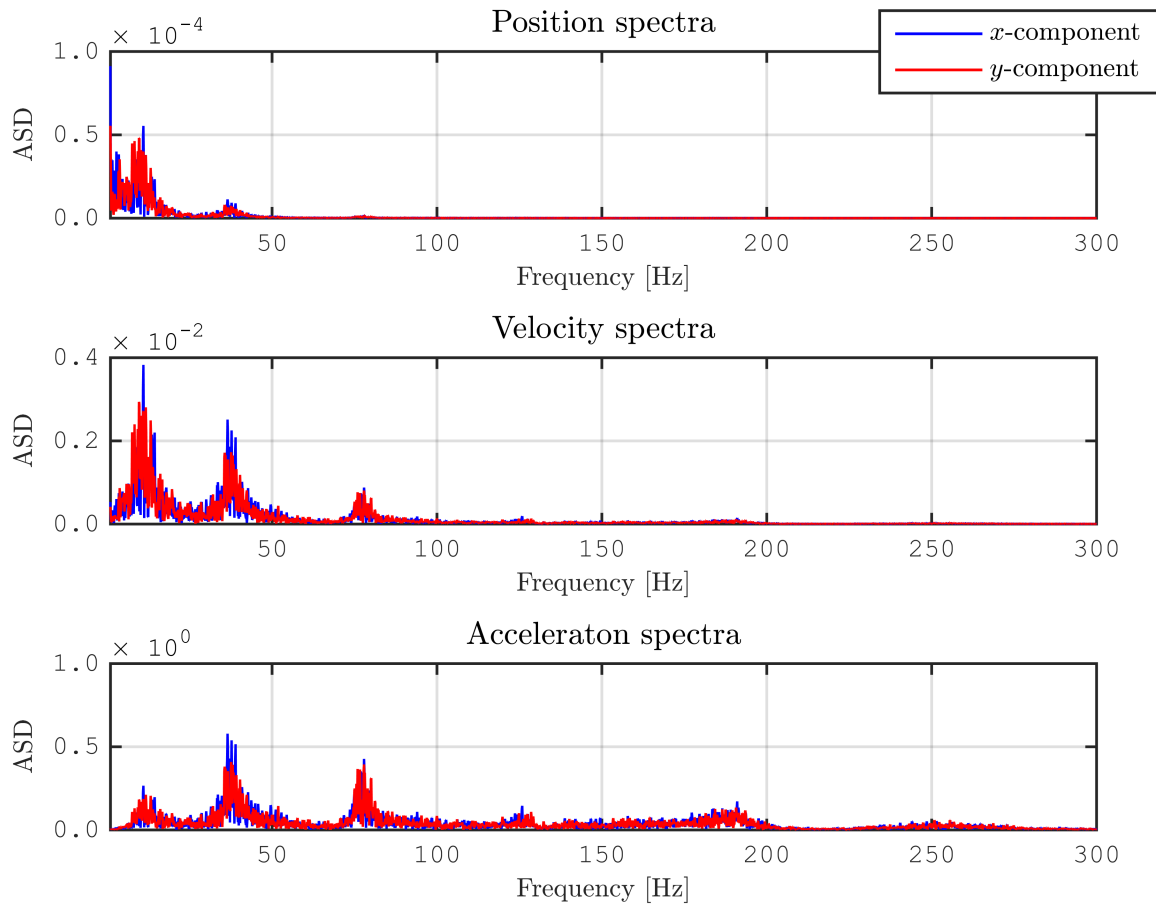 Position spectra
x-component
y-component
× 10⁻⁴
1.0
0.5
0.0
ASD
50 100 150 200 250 300
Frequency [Hz]
Velocity spectra
× 10⁻²
0.4
0.2
0.0
ASD
50 100 150 200 250 300
Frequency [Hz]
Acceleraton spectra
× 10⁰
1.0
0.5
0.0
ASD
50 100 150 200 250 300
Frequency [Hz]